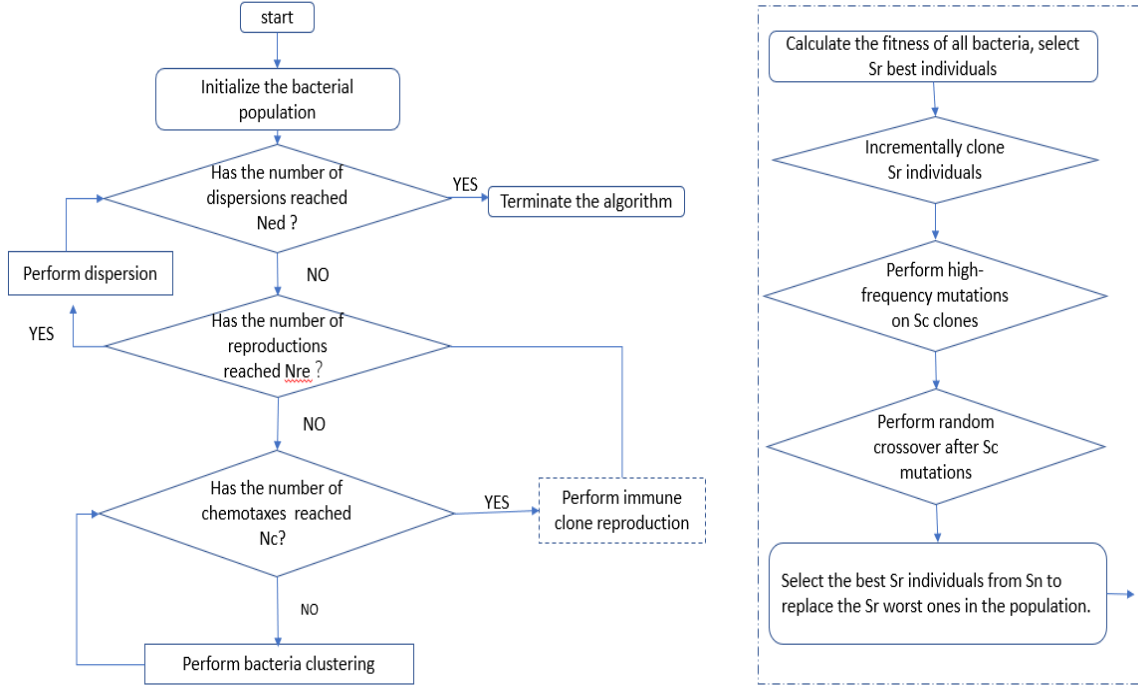 start
Initialize the bacterial
population
Has the number of
dispersions reached
Ned ?
YES
Terminate the algorithm
Perform dispersion
NO
YES
Has the number of
reproductions
reached Nre ?
NO
Has the number of
chemotaxes reached
Nc?
YES
Perform immune
clone reproduction
NO
Perform bacteria clustering
Calculate the fitness of all bacteria, select
Sr best individuals
Incrementally clone
Sr individuals
Perform high-
frequency mutations
on Sc clones
Perform random
crossover after Sc
mutations
Select the best Sr individuals from Sn to
replace the Sr worst ones in the population.